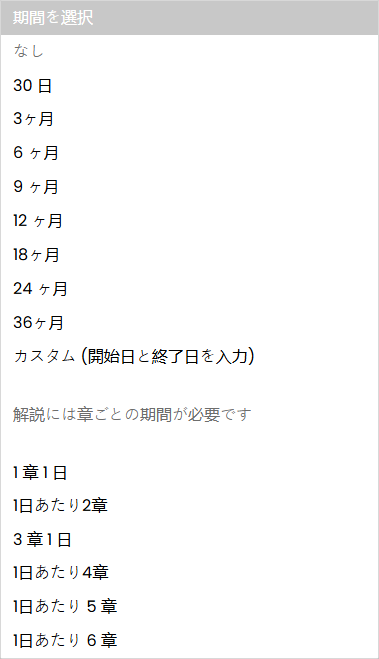 期間を選択
なし
30 日
3ヶ月
6 ヶ月
9 ヶ月
12 ヶ月
18ヶ月
24 ヶ月
36ヶ月
カスタム (開始日と終了日を入力)
解説には章ごとの期間が必要です
1 章 1 日
1日あたり2章
3 章 1 日
1日あたり4章
1日あたり 5 章
1日あたり 6 章